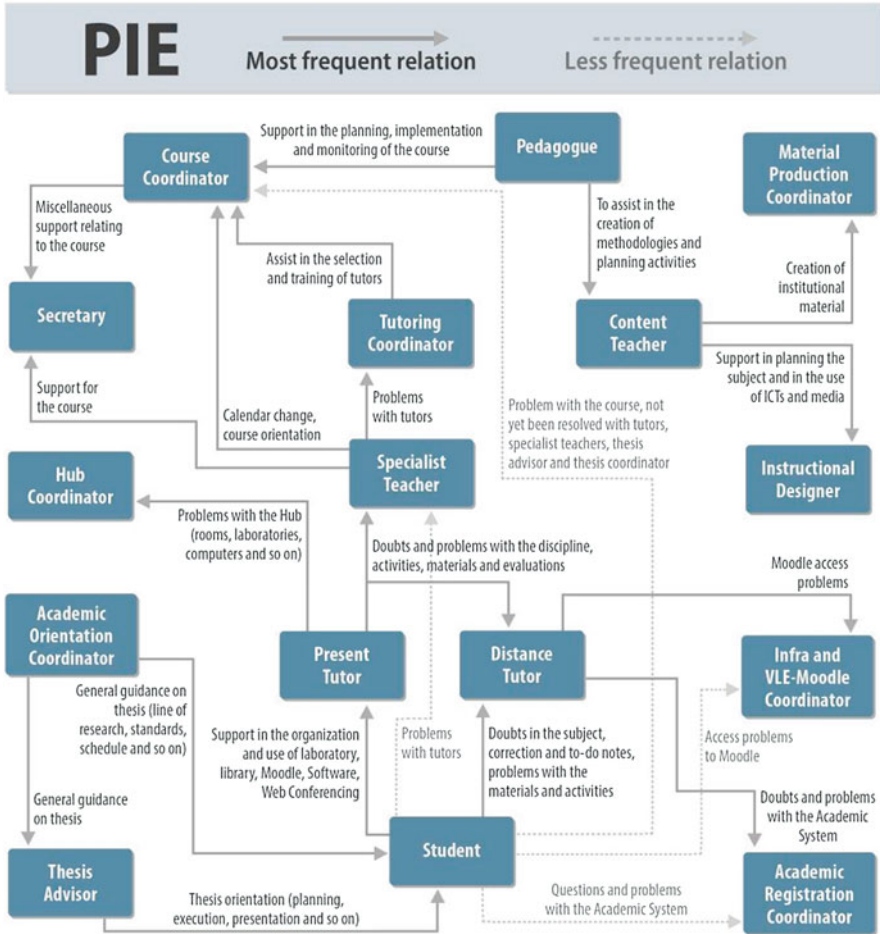 PIE
Most frequent relation
Less frequent relation
Support in the planning, implementation
and monitoring of the course
Course
Coordinator
Pedagogue
Material
Production
Coordinator
Miscellaneous
support relating
to the course
To assist in the
creation of
methodologies and
planning activities
Assist in the selection
and training of tutors
Creation of
institutional
material
Secretary
Tutoring
Coordinator
Content
Teacher
Support in planning the
subject and in the use
of ICTs and media
Support for
the course
Calendar change,
course orientation
Problems
with tutors
Problem with the course, not
yet been resolved with tutors,
specialist teachers, thesis
advisor and thesis coordinator
Hub
Coordinator
Specialist
Teacher
Instructional
Designer
Problems with the Hub
(rooms, laboratories,
computers and so on)
Doubts and problems with the discipline,
activities, materials and evaluations
Moodle access
problems
Academic
Orientation
Coordinator
Present
Tutor
Distance
Tutor
Infra and
VLE-Moodle
Coordinator
General guidance on
thesis (line of
research, standards,
schedule and so on)
Support in the organization
and use of laboratory,
library, Moodle, Software,
Web Conferencing
Problems
with tutors
Doubts in the subject,
correction and to-do notes,
problems with the
materials and activities
Access problems
to Moodle
General guidance
on thesis
Doubts and problems
with the Academic
System
Thesis
Advisor
Student
Academic
Registration
Coordinator
Thesis orientation (planning,
execution, presentation and so on)
Questions and problems
with the Academic System